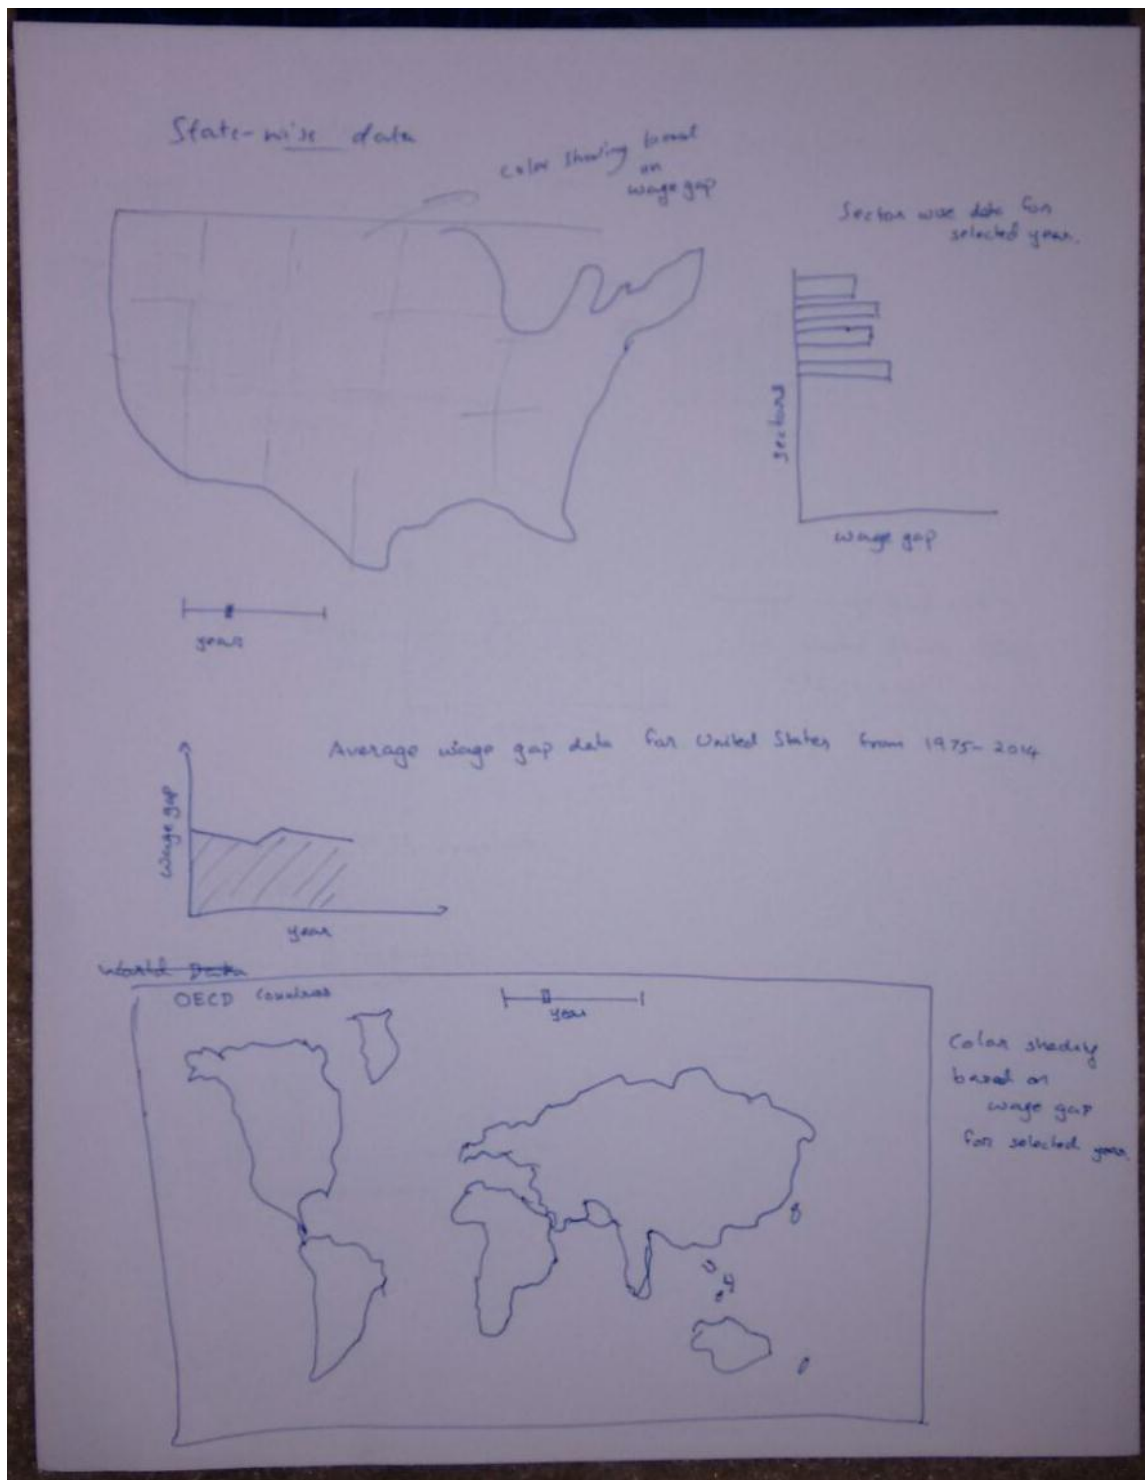 State-wise data
Color shading based
on
wage gap
Sector wise data for
selected year.
sectors
wage gap
years
Average wage gap data for United States from 1975-2014
wage gap
year
World Data
OECD Countries
year
Color shading
based on
wage gap
for selected year